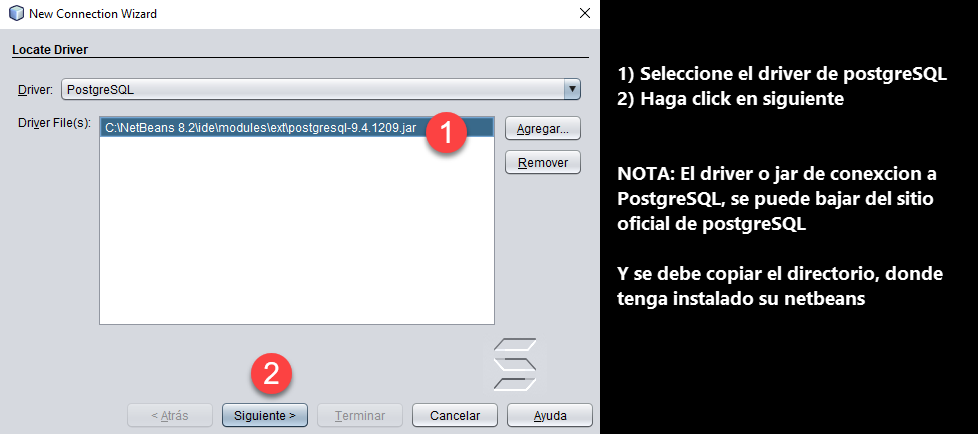 New Connection Wizard
Locate Driver
Driver: PostgreSQL
Driver File(s): C:\NetBeans 8.2\ide\modules\ext\postgresql-9.4.1209.jar
1
Agregar...
Remover
2
< Atrás
Siguiente >
Terminar
Cancelar
Ayuda
1) Seleccione el driver de postgreSQL
2) Haga click en siguiente
NOTA: El driver o jar de conexcion a
PostgreSQL, se puede bajar del sitio
oficial de postgreSQL
Y se debe copiar el directorio, donde
tenga instalado su netbeans